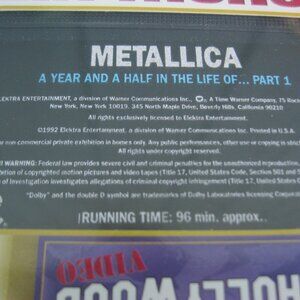 METALLICA
A YEAR AND A HALF IN THE LIFE OF... PART 1
ELEKTRA ENTERTAINMENT, a division of Warner Communications Inc., A Time Warner Company, 75 Rock
New York, New York 10019. 345 North Maple Drive, Beverly Hills, California 90210
All rights exclusively licensed to Elektra Entertainment.
©1992 Elektra Entertainment, a division of Warner Communications Inc. Printed in U.S.A.
non-commercial private exhibition in homes only. Any public performances, other use or copying is
All rights under copyright reserved.
WARNING: Federal law provides severe civil and criminal penalties for the unauthorized reproduction,
of copyrighted motion pictures and video tapes (Title 17, United States Code, Section 501 and
of Investigation investigates allegations of criminal copyright infringement (Title 17, United States Code
"Dolby" and the double D symbol are trademarks of Dolby Laboratories Licensing Corporation
RUNNING TIME: 96 min. approx.
VIDEO
HOLLYWOOD